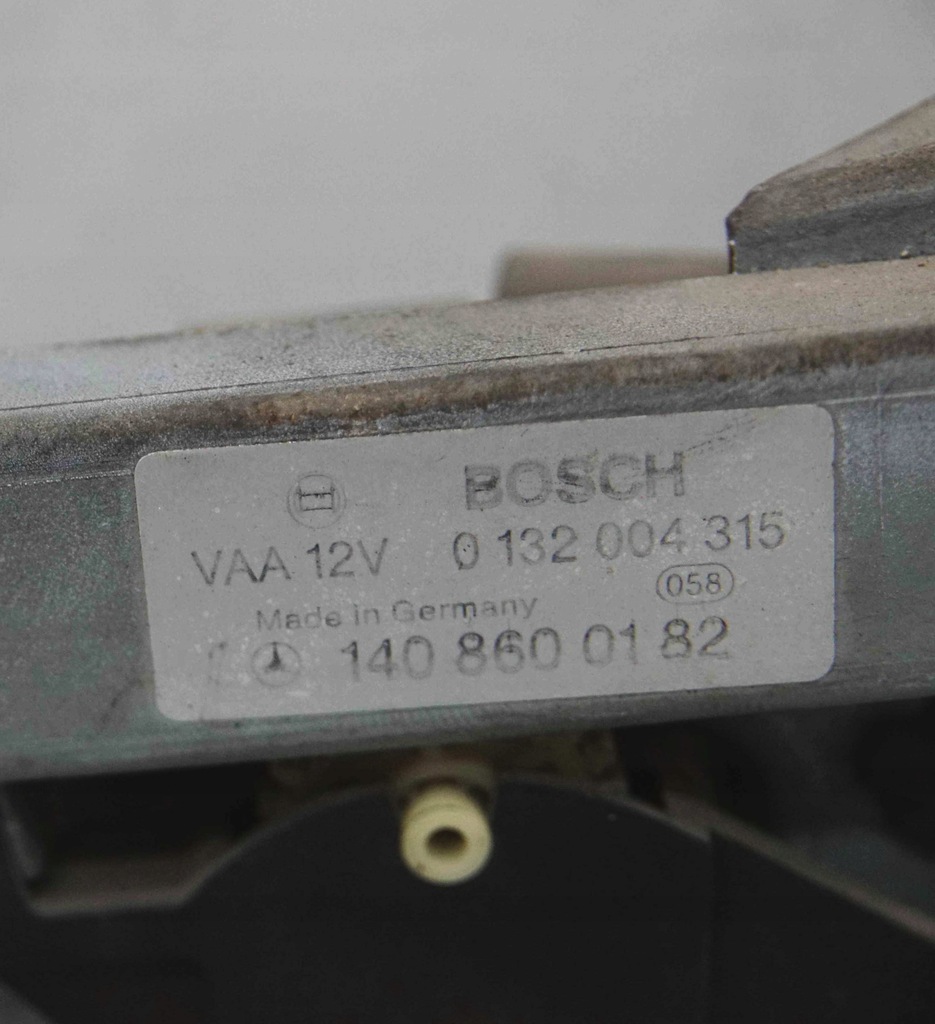 BOSCH
VAA 12V 0 132 004 315
058
Made in Germany
140 860 01 82